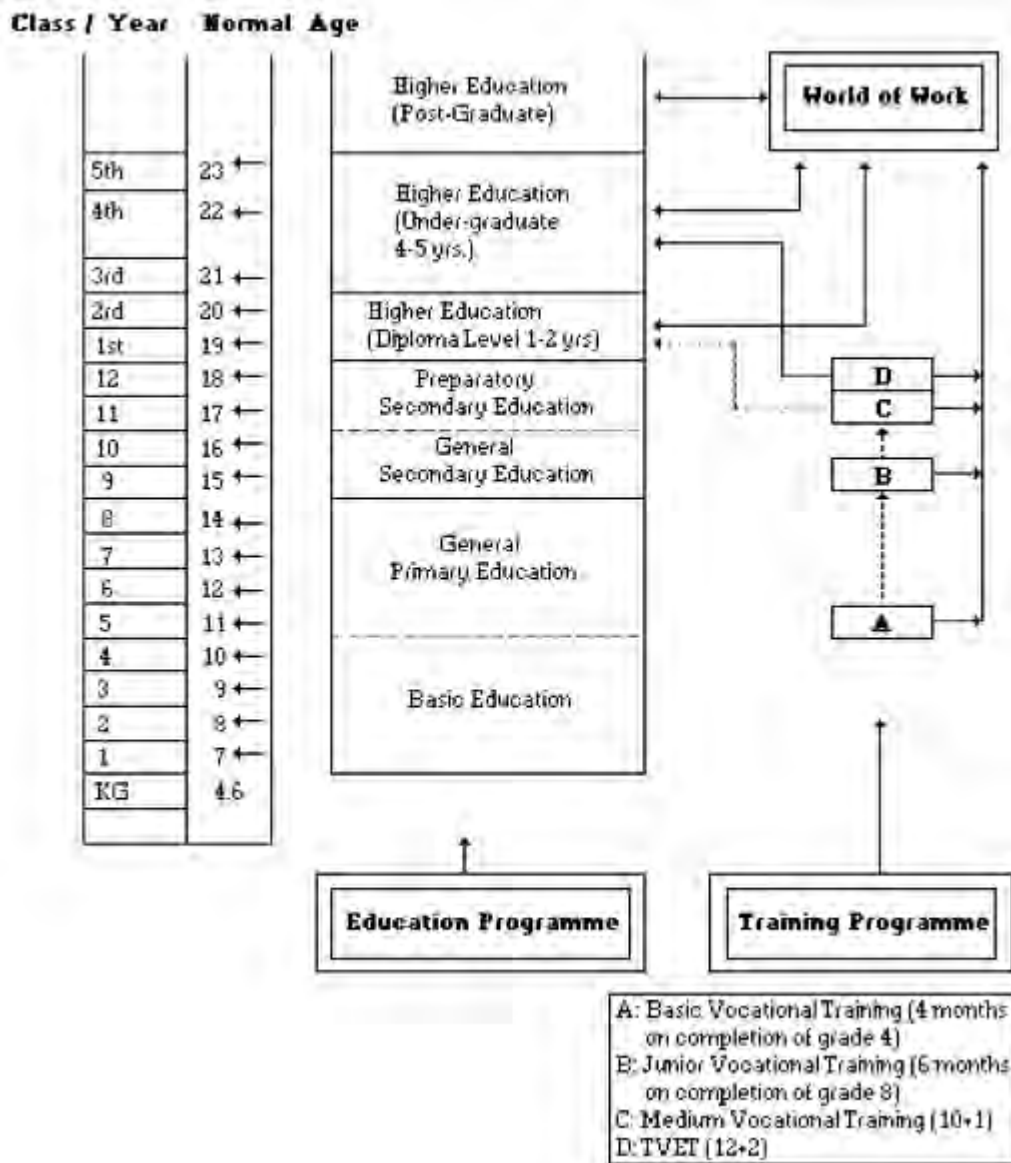 Class / Year Normal Age
Higher Education
(Post-Graduate)
World of Work
5th 23
4th 22
Higher Education
(Under-graduate
4-5 yrs.)
3rd 21
2rd 20
Higher Education
(Diploma Level 1-2 yrs)
1st 19
12 18
Preparatory
Secondary Education
11 17
10 16
General
Secondary Education
9 15
8 14
7 13
General
Primary Education
6 12
5 11
4 10
3 9
Basic Education
2 8
1 7
KG 4.6
D
C
B
A
Education Programme
Training Programme
A: Basic Vocational Training (4 months
on completion of grade 4)
B: Junior Vocational Training (6 months
on completion of grade 8)
C: Medium Vocational Training (10+1)
D: TVET (12+2)